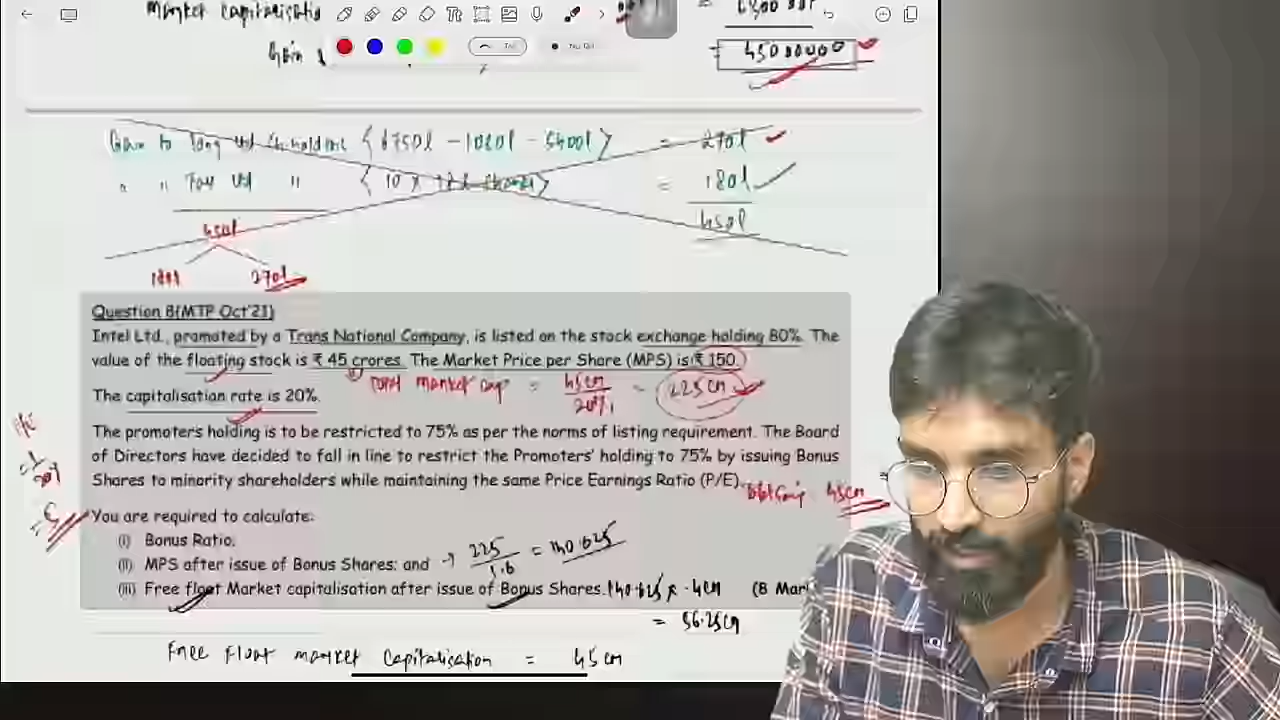 Market capitalisatio
Gain
= 45000000
Gain to long {6750l - 1080l - 5400l} = 270l
" " {10 x = 180l
450l
450l
270l
Question 8(MTP Oct'21)
Intel Ltd., promoted by a Trans National Company, is listed on the stock exchange holding 80%. The
value of the floating stock is ₹ 45 crores. The Market Price per Share (MPS) is ₹ 150.
Total market cap = 45cr / 20% = 225cr
The capitalisation rate is 20%.
The promoters holding is to be restricted to 75% as per the norms of listing requirement. The Board
of Directors have decided to fall in line to restrict the Promoters' holding to 75% by issuing Bonus
Shares to minority shareholders while maintaining the same Price Earnings Ratio (P/E).
45cr
You are required to calculate:
(i) Bonus Ratio;
(ii) MPS after issue of Bonus Shares; and → 225 / 1.6 = 140.625
(iii) Free float Market capitalisation after issue of Bonus Shares. 140.625 x .4cr (8 Mar
= 56.25cr
Free Float market Capitalisation = 45cr